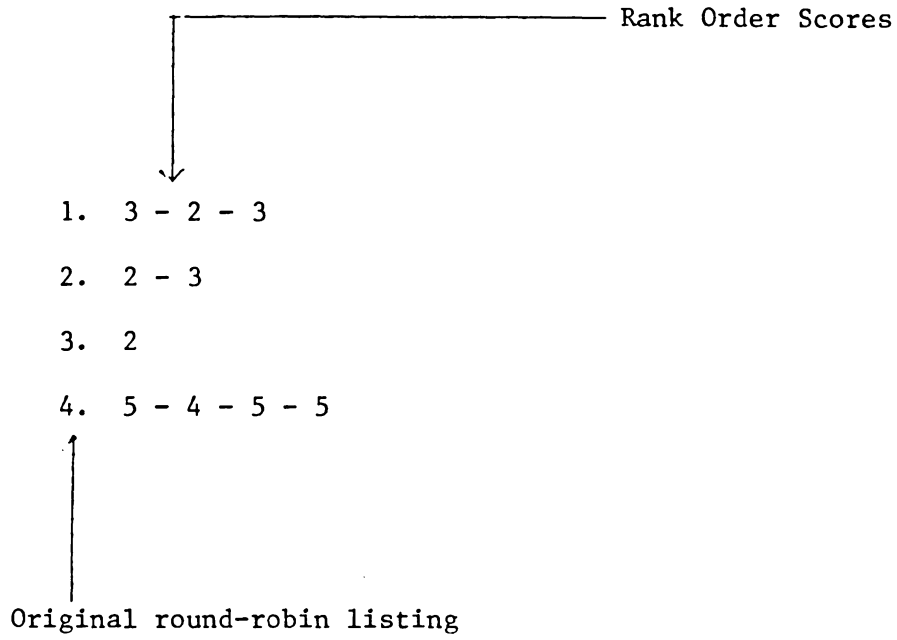 Rank Order Scores
1. 3 - 2 - 3
2. 2 - 3
3. 2
4. 5 - 4 - 5 - 5
Original round-robin listing